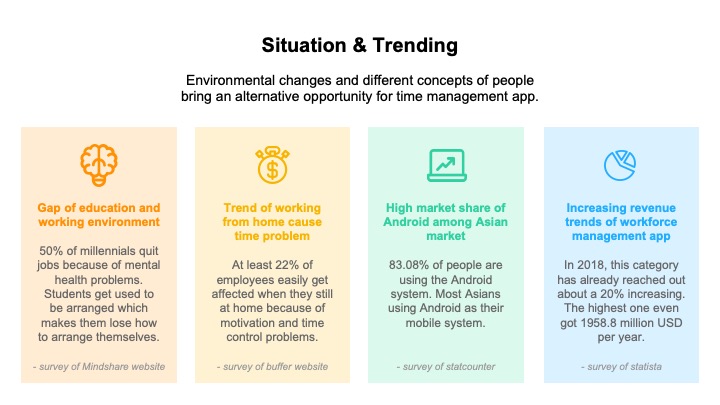 Situation & Trending
Environmental changes and different concepts of people
bring an alternative opportunity for time management app.
Gap of education and
working environment
50% of millennials quit
jobs because of mental
health problems.
Students get used to
be arranged which
makes them lose how
to arrange themselves.
- survey of Mindshare website
Trend of working
from home cause
time problem
At least 22% of
employees easily get
affected when they still
at home because of
motivation and time
control problems.
- survey of buffer website
High market share of
Android among Asian
market
83.08% of people are
using the Android
system. Most Asians
using Android as their
mobile system.
- survey of statcounter
Increasing revenue
trends of workforce
management app
In 2018, this category
has already reached out
about a 20% increasing.
The highest one even
got 1958.8 million USD
per year.
- survey of statista